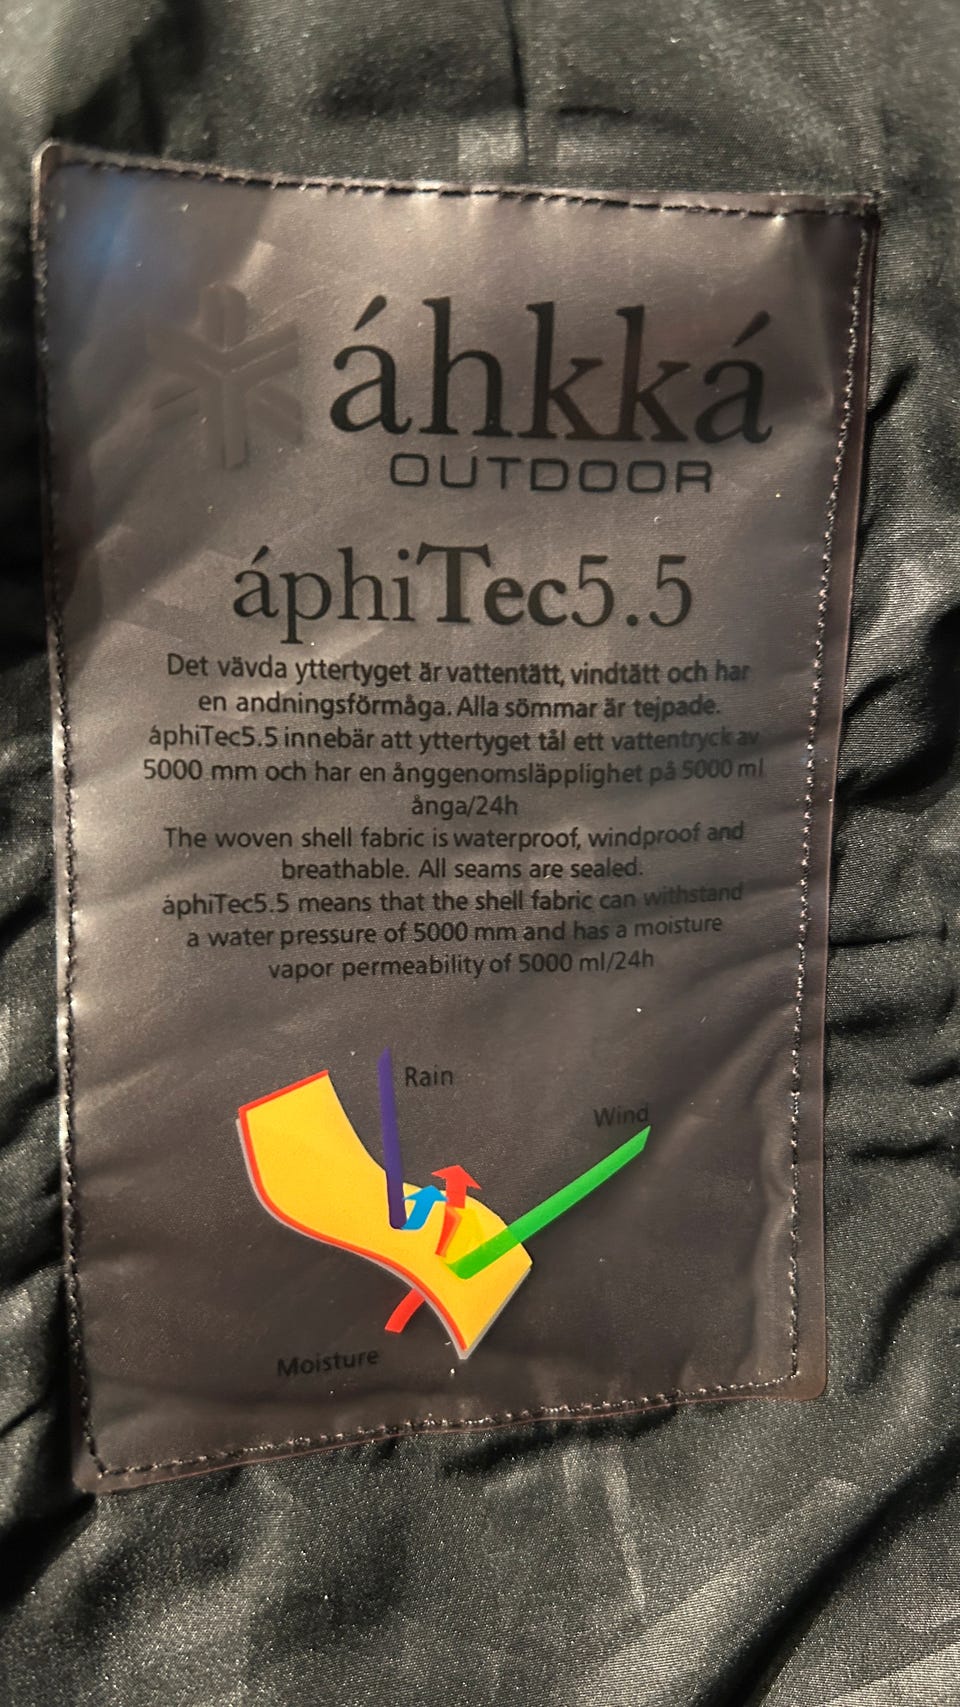 áhkká
OUTDOOR
áphiTec5.5
Det vävda yttertyget är vattentätt, vindtätt och har
en andningsförmåga. Alla sömmar är tejpade.
áphiTec5.5 innebär att yttertyget tål ett vattentryck av
5000 mm och har en ånggenomsläpplighet på 5000 ml
ånga/24h
The woven shell fabric is waterproof, windproof and
breathable. All seams are sealed.
áphiTec5.5 means that the shell fabric can withstand
a water pressure of 5000 mm and has a moisture
vapor permeability of 5000 ml/24h
Rain
Wind
Moisture